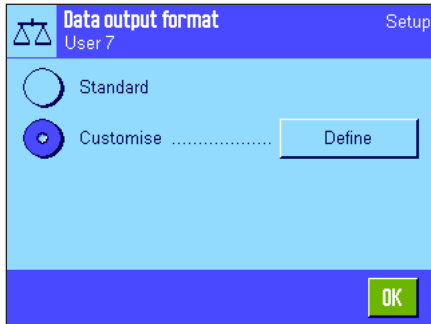 Data output format
Setup
User 7
Standard
Customise ................... Define
OK